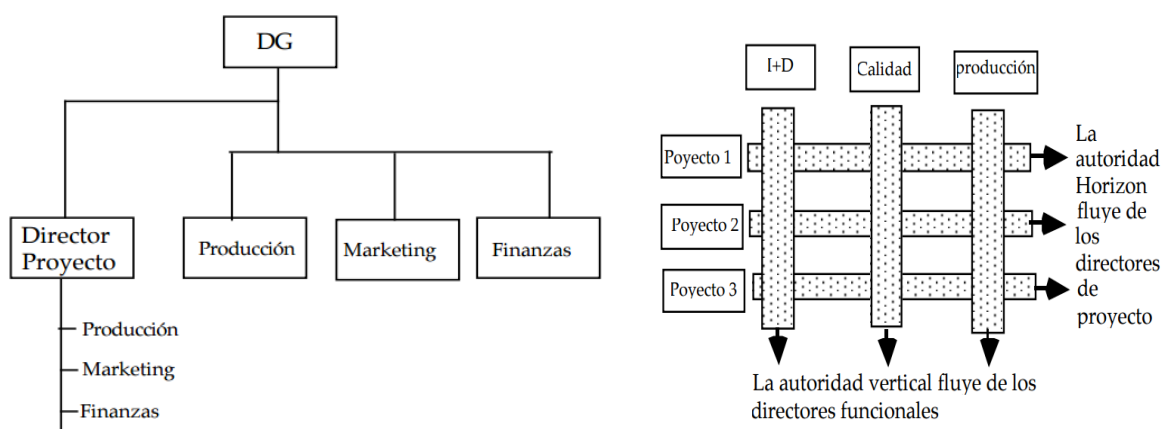 DG
Director
Proyecto
Producción
Marketing
Finanzas
Producción
Marketing
Finanzas
I+D
Calidad
producción
Poyecto 1
Poyecto 2
Poyecto 3
La
autoridad
Horizon
fluye de
los
directores
de
proyecto
La autoridad vertical fluye de los
directores funcionales